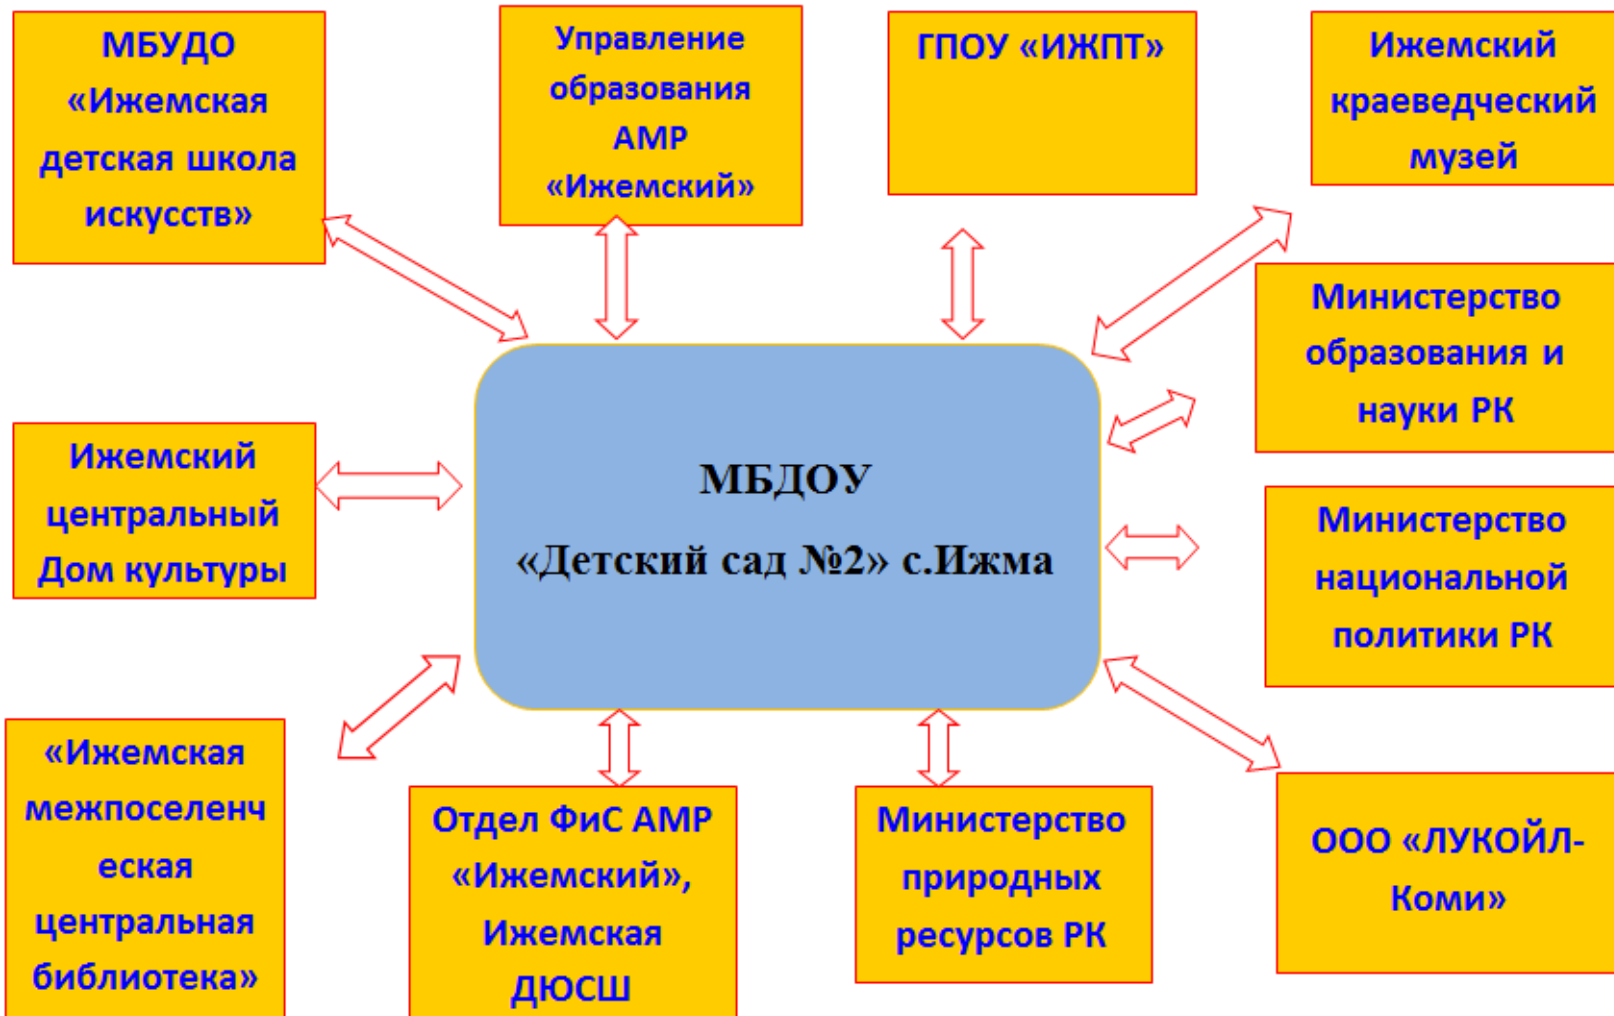 МБУДО
«Ижемская
детская школа
искусств»
Управление
образования
АМР
«Ижемский»
ГПОУ «ИЖПТ»
Ижемский
краеведческий
музей
Министерство
образования и
науки РК
Ижемский
центральный
Дом культуры
МБДОУ
«Детский сад №2» с.Ижма
Министерство
национальной
политики РК
«Ижемская
межпоселенч
еская
центральная
библиотека»
Отдел ФиС АМР
«Ижемский»,
Ижемская
ДЮСШ
Министерство
природных
ресурсов РК
ООО «ЛУКОЙЛ-
Коми»